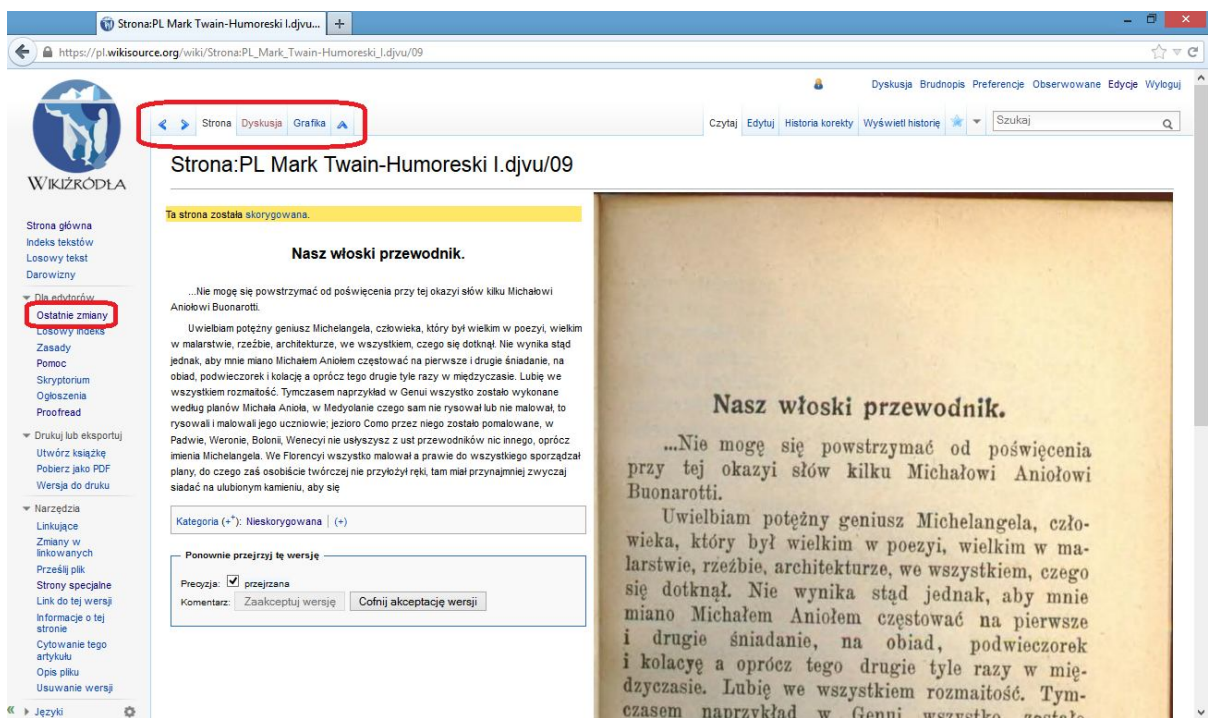 Strona:PL Mark Twain-Humoreski I.djvu... +
https://pl.wikisource.org/wiki/Strona:PL_Mark_Twain-Humoreski_I.djvu/09
Dyskusja Brudnopis Preferencje Obserwowane Edycje Wyloguj
Strona Dyskusja Grafika
Czytaj Edytuj Historia korekty Wyświetl historię Szukaj
WIKIŹRÓDŁA
Strona główna
Indeks tekstów
Losowy tekst
Darowizny
Dla edytorów
Ostatnie zmiany
Losowy indeks
Zasady
Pomoc
Skryptorium
Ogłoszenia
Proofread
Drukuj lub eksportuj
Utwórz książkę
Pobierz jako PDF
Wersja do druku
Narzędzia
Linkujące
Zmiany w
linkowanych
Prześlij plik
Strony specjalne
Link do tej wersji
Informacje o tej
stronie
Cytowanie tego
artykułu
Opis pliku
Usuwanie wersji
Języki
Strona:PL Mark Twain-Humoreski I.djvu/09
Ta strona została skorygowana.
Nasz włoski przewodnik.
...Nie mogę się powstrzymać od poświęcenia przy tej okazyi słów kilku Michałowi
Aniołowi Buonarotti.
Uwielbiam potężny geniusz Michelangela, człowieka, który był wielkim w poezyi, wielkim
w malarstwie, rzeźbie, architekturze, we wszystkiem, czego się dotknął. Nie wynika stąd
jednak, aby mnie miano Michałem Aniołem częstować na pierwsze i drugie śniadanie, na
obiad, podwieczorek i kolację a oprócz tego drugie tyle razy w międzyczasie. Lubię we
wszystkiem rozmaitość. Tymczasem naprzykład w Genui wszystko zostało wykonane
według planów Michała Anioła, w Medyolanie czego sam nie rysował lub nie malował, to
rysowali i malowali jego uczniowie; jezioro Como przez niego zostało pomalowane, w
Padwie, Weronie, Bolonii, Wenecyi nie usłyszysz z ust przewodników nic innego, oprócz
imienia Michelangela. We Florencyi wszystko malował a prawie do wszystkiego sporządzał
plany, do czego zaś osobiście twórczej nie przyłożył ręki, tam miał przynajmniej zwyczaj
siadać na ulubionym kamieniu, aby się
Kategoria (++): Nieskorygowana | (+)
Ponownie przejrzyj tę wersję
Precyzja: przejrzana
Komentarz: Zaakceptuj wersję Cofnij akceptację wersji
Nasz włoski przewodnik.
...Nie mogę się powstrzymać od poświęcenia
przy tej okazyi słów kilku Michałowi Aniołowi
Buonarotti.
Uwielbiam potężny geniusz Michelangela, czło-
wieka, który był wielkim w poezyi, wielkim w ma-
larstwie, rzeźbie, architekturze, we wszystkiem, czego
się dotknął. Nie wynika stąd jednak, aby mnie
miano Michałem Aniołem częstować na pierwsze
i drugie śniadanie, na obiad, podwieczorek
i kolacyę a oprócz tego drugie tyle razy w mię-
dzyczasie. Lubię we wszystkiem rozmaitość. Tym-
czasem naprzykład w Genui wszystko zostało